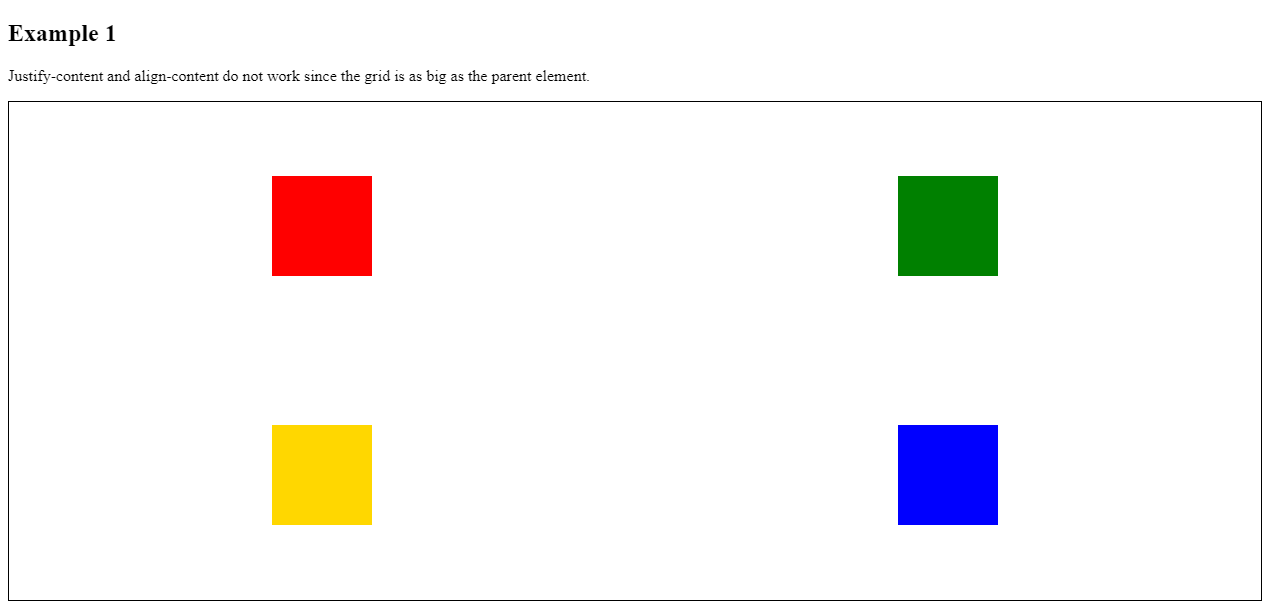 Example 1
Justify-content and align-content do not work since the grid is as big as the parent element.